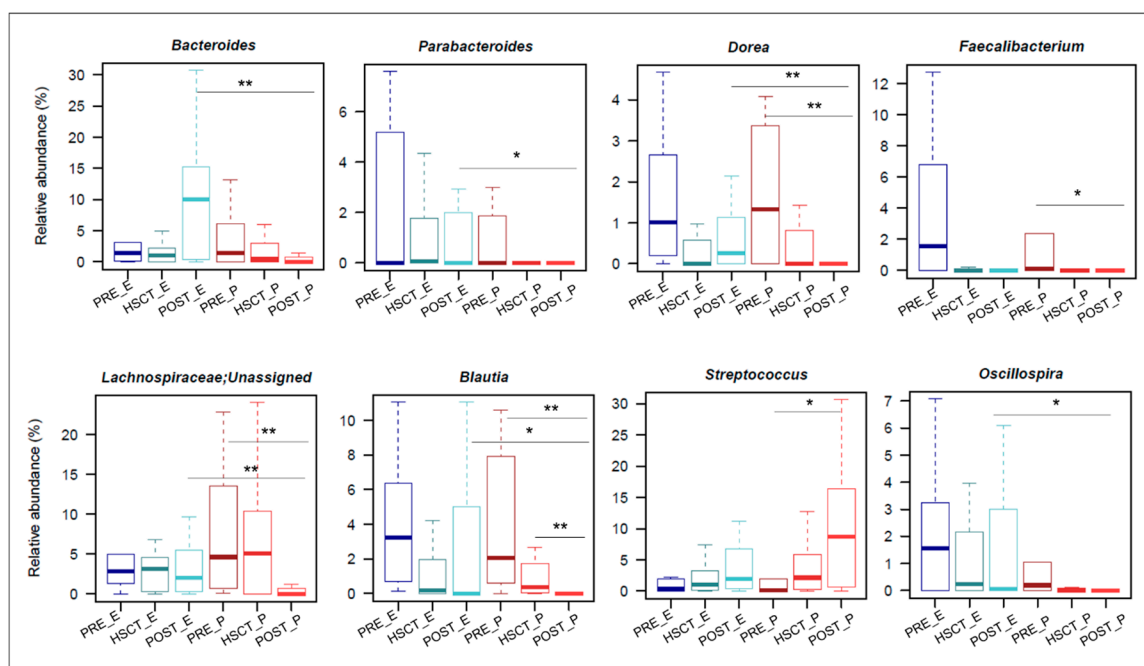 Bacteroides
Parabacteroides
Dorea
Faecalibacterium
Relative abundance (%)
30
25
20
15
10
5
0
**
PRE_E
HSCT_E
POST_E
PRE_P
HSCT_P
POST_P
6
4
2
0
*
PRE_E
HSCT_E
POST_E
PRE_P
HSCT_P
POST_P
4
3
2
1
0
**
**
PRE_E
HSCT_E
POST_E
PRE_P
HSCT_P
POST_P
12
10
8
6
4
2
0
*
PRE_E
HSCT_E
POST_E
PRE_P
HSCT_P
POST_P
Lachnospiraceae;Unassigned
Blautia
Streptococcus
Oscillospira
Relative abundance (%)
20
15
10
5
0
**
**
PRE_E
HSCT_E
POST_E
PRE_P
HSCT_P
POST_P
10
8
6
4
2
0
**
*
**
PRE_E
HSCT_E
POST_E
PRE_P
HSCT_P
POST_P
30
25
20
15
10
5
0
*
PRE_E
HSCT_E
POST_E
PRE_P
HSCT_P
POST_P
7
6
5
4
3
2
1
0
*
PRE_E
HSCT_E
POST_E
PRE_P
HSCT_P
POST_P